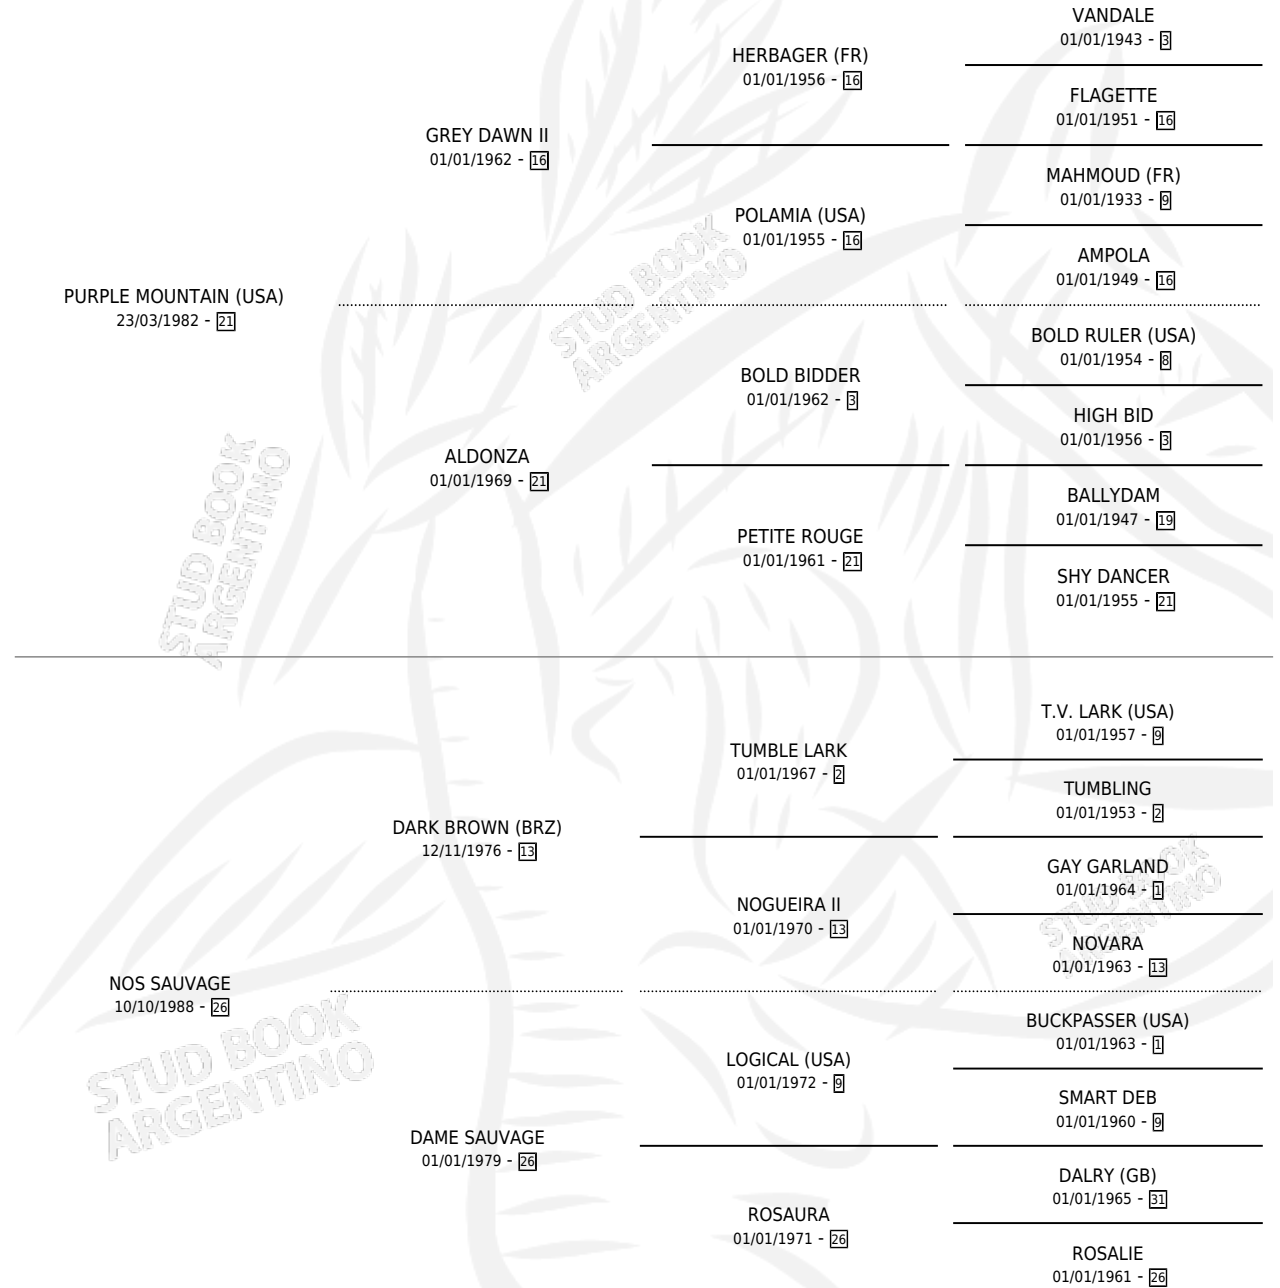 VANDALE
01/01/1943 - 3
HERBAGER (FR)
01/01/1956 - 16
FLAGETTE
01/01/1951 - 16
GREY DAWN II
01/01/1962 - 16
MAHMOUD (FR)
01/01/1933 - 9
POLAMIA (USA)
01/01/1955 - 16
AMPOLA
01/01/1949 - 16
PURPLE MOUNTAIN (USA)
23/03/1982 - 21
STUD BOOK
ARGENTINO
BOLD RULER (USA)
01/01/1954 - 8
BOLD BIDDER
01/01/1962 - 3
HIGH BID
01/01/1956 - 3
ALDONZA
01/01/1969 - 21
BALLYDAM
01/01/1947 - 19
PETITE ROUGE
01/01/1961 - 21
SHY DANCER
01/01/1955 - 21
STUD BOOK
ARGENTINO
T.V. LARK (USA)
01/01/1957 - 9
TUMBLE LARK
01/01/1967 - 2
TUMBLING
01/01/1953 - 2
DARK BROWN (BRZ)
12/11/1976 - 13
GAY GARLAND
01/01/1964 - 1
NOGUEIRA II
01/01/1970 - 13
NOVARA
01/01/1963 - 13
STUD BOOK
ARGENTINO
NOS SAUVAGE
10/10/1988 - 26
BUCKPASSER (USA)
01/01/1963 - 1
LOGICAL (USA)
01/01/1972 - 9
SMART DEB
01/01/1960 - 9
STUD BOOK
ARGENTINO
DAME SAUVAGE
01/01/1979 - 26
DALRY (GB)
01/01/1965 - 31
ROSAURA
01/01/1971 - 26
ROSALIE
01/01/1961 - 26